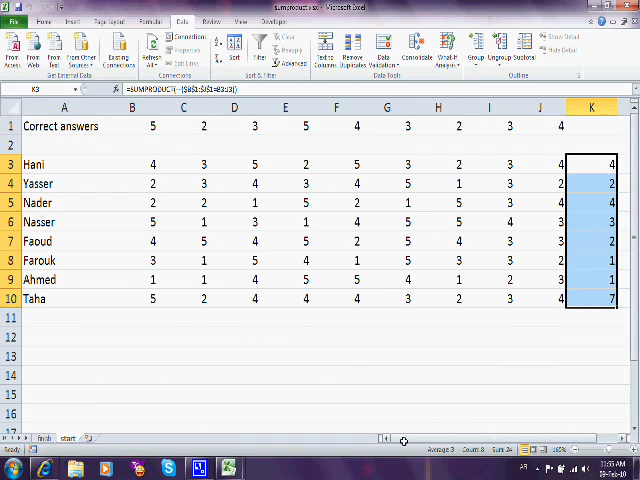 sumproduct.xlsx - Microsoft Excel
File Home Insert Page Layout Formulas Data Review View Developer
From Access From Web From Text From Other Sources Existing Connections Refresh All Connections Properties Edit Links Sort Filter Clear Reapply Advanced Text to Columns Remove Duplicates Data Validation Consolidate What-If Analysis Group Ungroup Subtotal Show Detail Hide Detail
Get External Data Connections Sort & Filter Data Tools Outline
K3 fx =SUMPRODUCT(--($B$1:$J$1=B3:J3))
A B C D E F G H I J K
1 Correct answers 5 2 3 5 4 3 2 3 4
2
3 Hani 4 3 5 2 5 3 2 3 4 4
4 Yasser 2 3 4 3 4 5 1 3 2 2
5 Nader 2 2 1 5 2 1 5 3 4 4
6 Nasser 5 1 3 1 4 5 5 4 3 3
7 Faoud 4 5 4 5 2 5 4 3 3 2
8 Farouk 3 1 5 4 1 5 3 3 2 1
9 Ahmed 1 1 4 5 5 4 1 2 3 1
10 Taha 5 2 4 4 4 3 2 3 4 7
11
12
13
14
15
16
17
finish start
Ready Average: 3 Count: 8 Sum: 24 160%
AR 11:55 AM
09-Feb-10